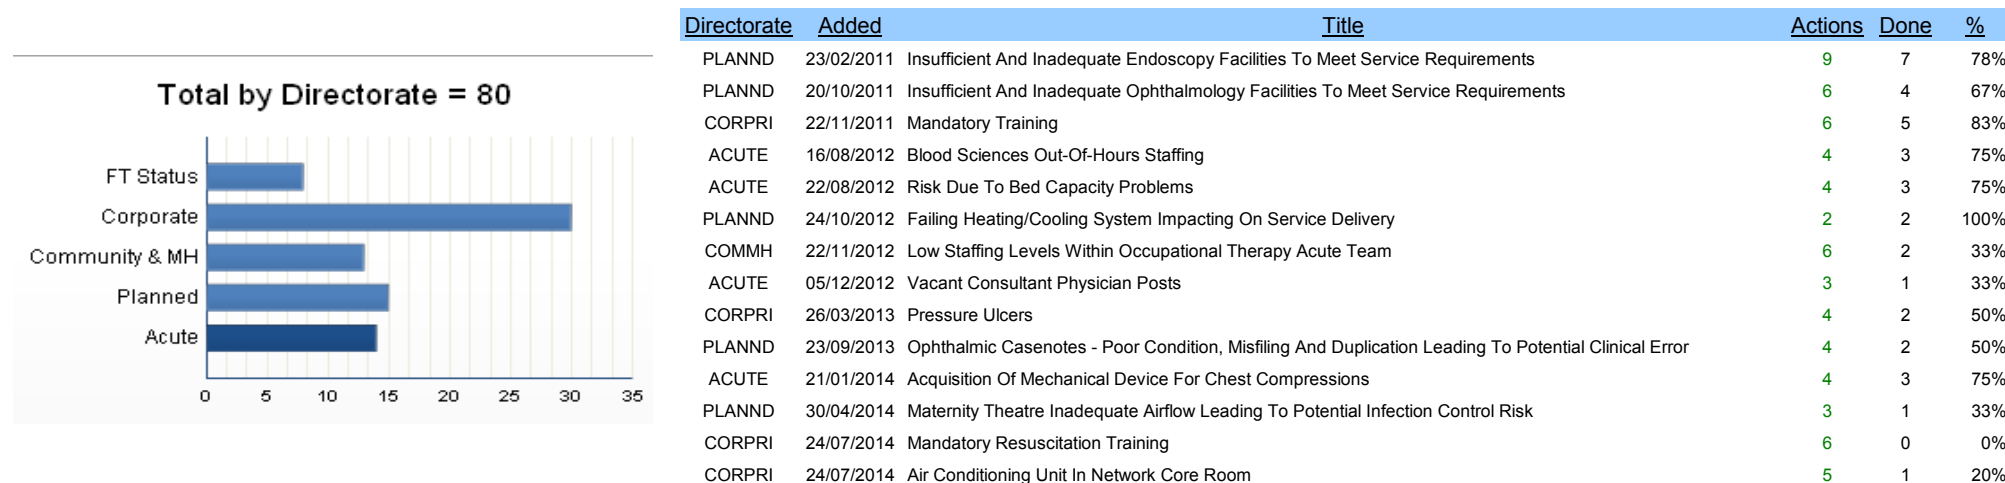 Total by Directorate = 80
FT Status
Corporate
Community & MH
Planned
Acute
0 5 10 15 20 25 30 35
Directorate Added Title Actions Done %
PLANND 23/02/2011 Insufficient And Inadequate Endoscopy Facilities To Meet Service Requirements 9 7 78%
PLANND 20/10/2011 Insufficient And Inadequate Ophthalmology Facilities To Meet Service Requirements 6 4 67%
CORPRI 22/11/2011 Mandatory Training 6 5 83%
ACUTE 16/08/2012 Blood Sciences Out-Of-Hours Staffing 4 3 75%
ACUTE 22/08/2012 Risk Due To Bed Capacity Problems 4 3 75%
PLANND 24/10/2012 Failing Heating/Cooling System Impacting On Service Delivery 2 2 100%
COMMH 22/11/2012 Low Staffing Levels Within Occupational Therapy Acute Team 6 2 33%
ACUTE 05/12/2012 Vacant Consultant Physician Posts 3 1 33%
CORPRI 26/03/2013 Pressure Ulcers 4 2 50%
PLANND 23/09/2013 Ophthalmic Casenotes - Poor Condition, Misfiling And Duplication Leading To Potential Clinical Error 4 2 50%
ACUTE 21/01/2014 Acquisition Of Mechanical Device For Chest Compressions 4 3 75%
PLANND 30/04/2014 Maternity Theatre Inadequate Airflow Leading To Potential Infection Control Risk 3 1 33%
CORPRI 24/07/2014 Mandatory Resuscitation Training 6 0 0%
CORPRI 24/07/2014 Air Conditioning Unit In Network Core Room 5 1 20%